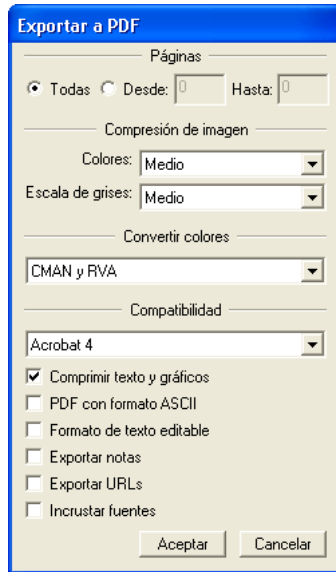 Exportar a PDF
Páginas
Todas Desde: 0 Hasta: 0
Compresión de imagen
Colores: Medio
Escala de grises: Medio
Convertir colores
CMAN y RVA
Compatibilidad
Acrobat 4
Comprimir texto y gráficos
PDF con formato ASCII
Formato de texto editable
Exportar notas
Exportar URLs
Incrustar fuentes
Aceptar Cancelar